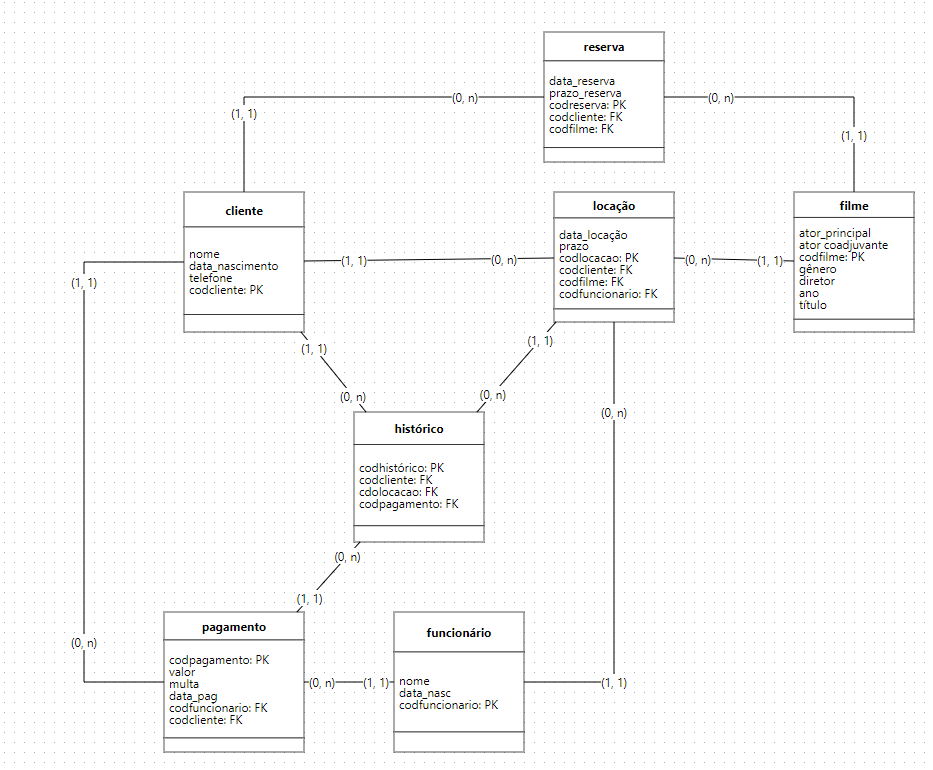 reserva
data_reserva
prazo_reserva
codreserva: PK
codcliente: FK
codfilme: FK
(0, n)
(0, n)
(1, 1)
(1, 1)
cliente
nome
data_nascimento
telefone
codcliente: PK
locação
data_locação
prazo
codlocacao: PK
codcliente: FK
codfilme: FK
codfuncionario: FK
filme
ator_principal
ator coadjuvante
codfilme: PK
gênero
diretor
ano
título
(1, 1)
(0, n)
(0, n)
(1, 1)
(1, 1)
(1, 1)
(1, 1)
(0, n)
(0, n)
(0, n)
histórico
codhistórico: PK
codcliente: FK
cdolocacao: FK
codpagamento: FK
(0, n)
(1, 1)
(0, n)
pagamento
codpagamento: PK
valor
multa
data_pag
codfuncionario: FK
codcliente: FK
(0, n)
(1, 1)
funcionário
nome
data_nasc
codfuncionario: PK
(1, 1)